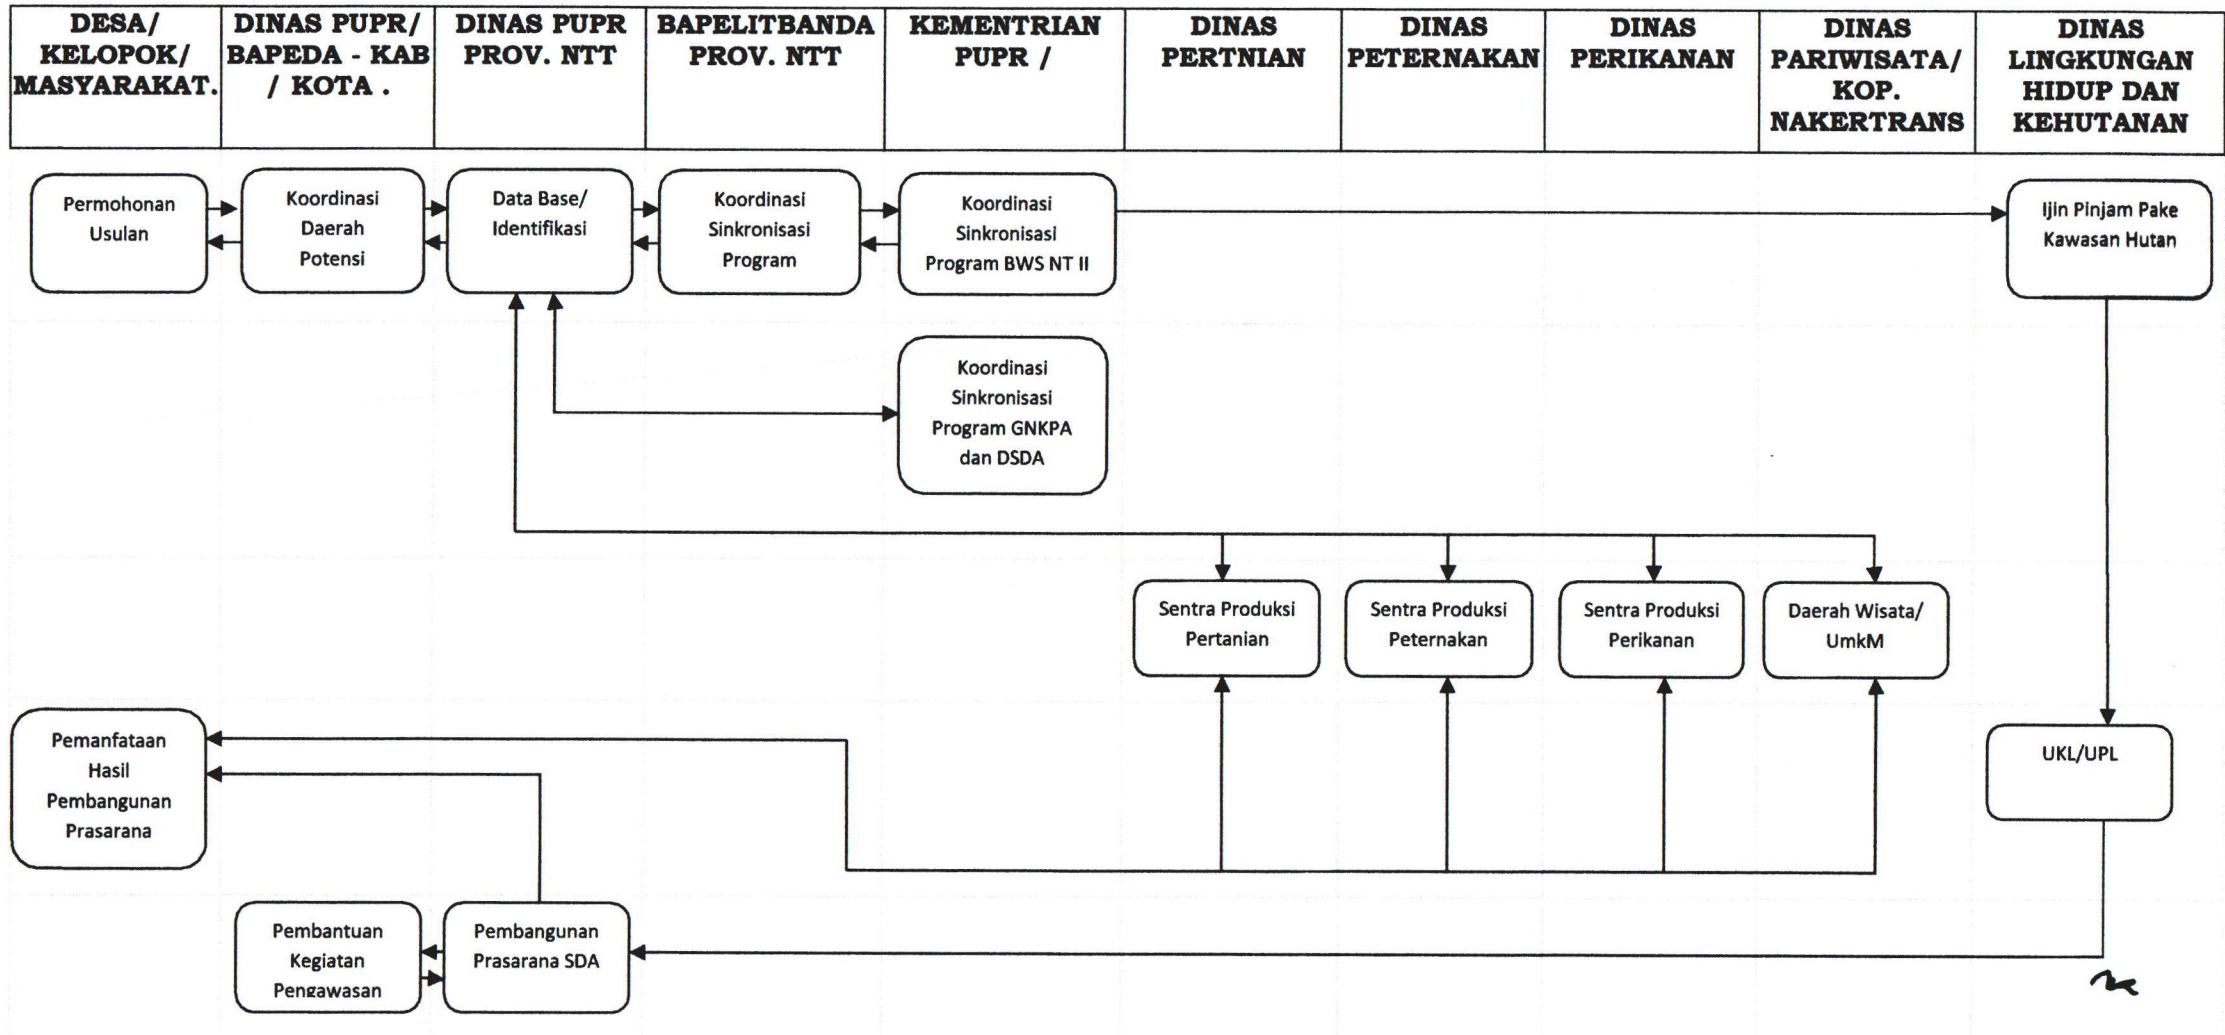 DESA/
KELOPOK/
MASYARAKAT.
DINAS PUPR/
BAPEDA - KAB
/ KOTA .
DINAS PUPR
PROV. NTT
BAPELITBANDA
PROV. NTT
KEMENTRIAN
PUPR /
DINAS
PERTNIAN
DINAS
PETERNAKAN
DINAS
PERIKANAN
DINAS
PARIWISATA/
KOP.
NAKERTRANS
DINAS
LINGKUNGAN
HIDUP DAN
KEHUTANAN
Permohonan
Usulan
Koordinasi
Daerah
Potensi
Data Base/
Identifikasi
Koordinasi
Sinkronisasi
Program
Koordinasi
Sinkronisasi
Program BWS NT II
Ijin Pinjam Pake
Kawasan Hutan
Koordinasi
Sinkronisasi
Program GNKPA
dan DSDA
Sentra Produksi
Pertanian
Sentra Produksi
Peternakan
Sentra Produksi
Perikanan
Daerah Wisata/
UmkM
Pemanfataan
Hasil
Pembangunan
Prasarana
UKL/UPL
Pembantuan
Kegiatan
Pengawasan
Pembangunan
Prasarana SDA